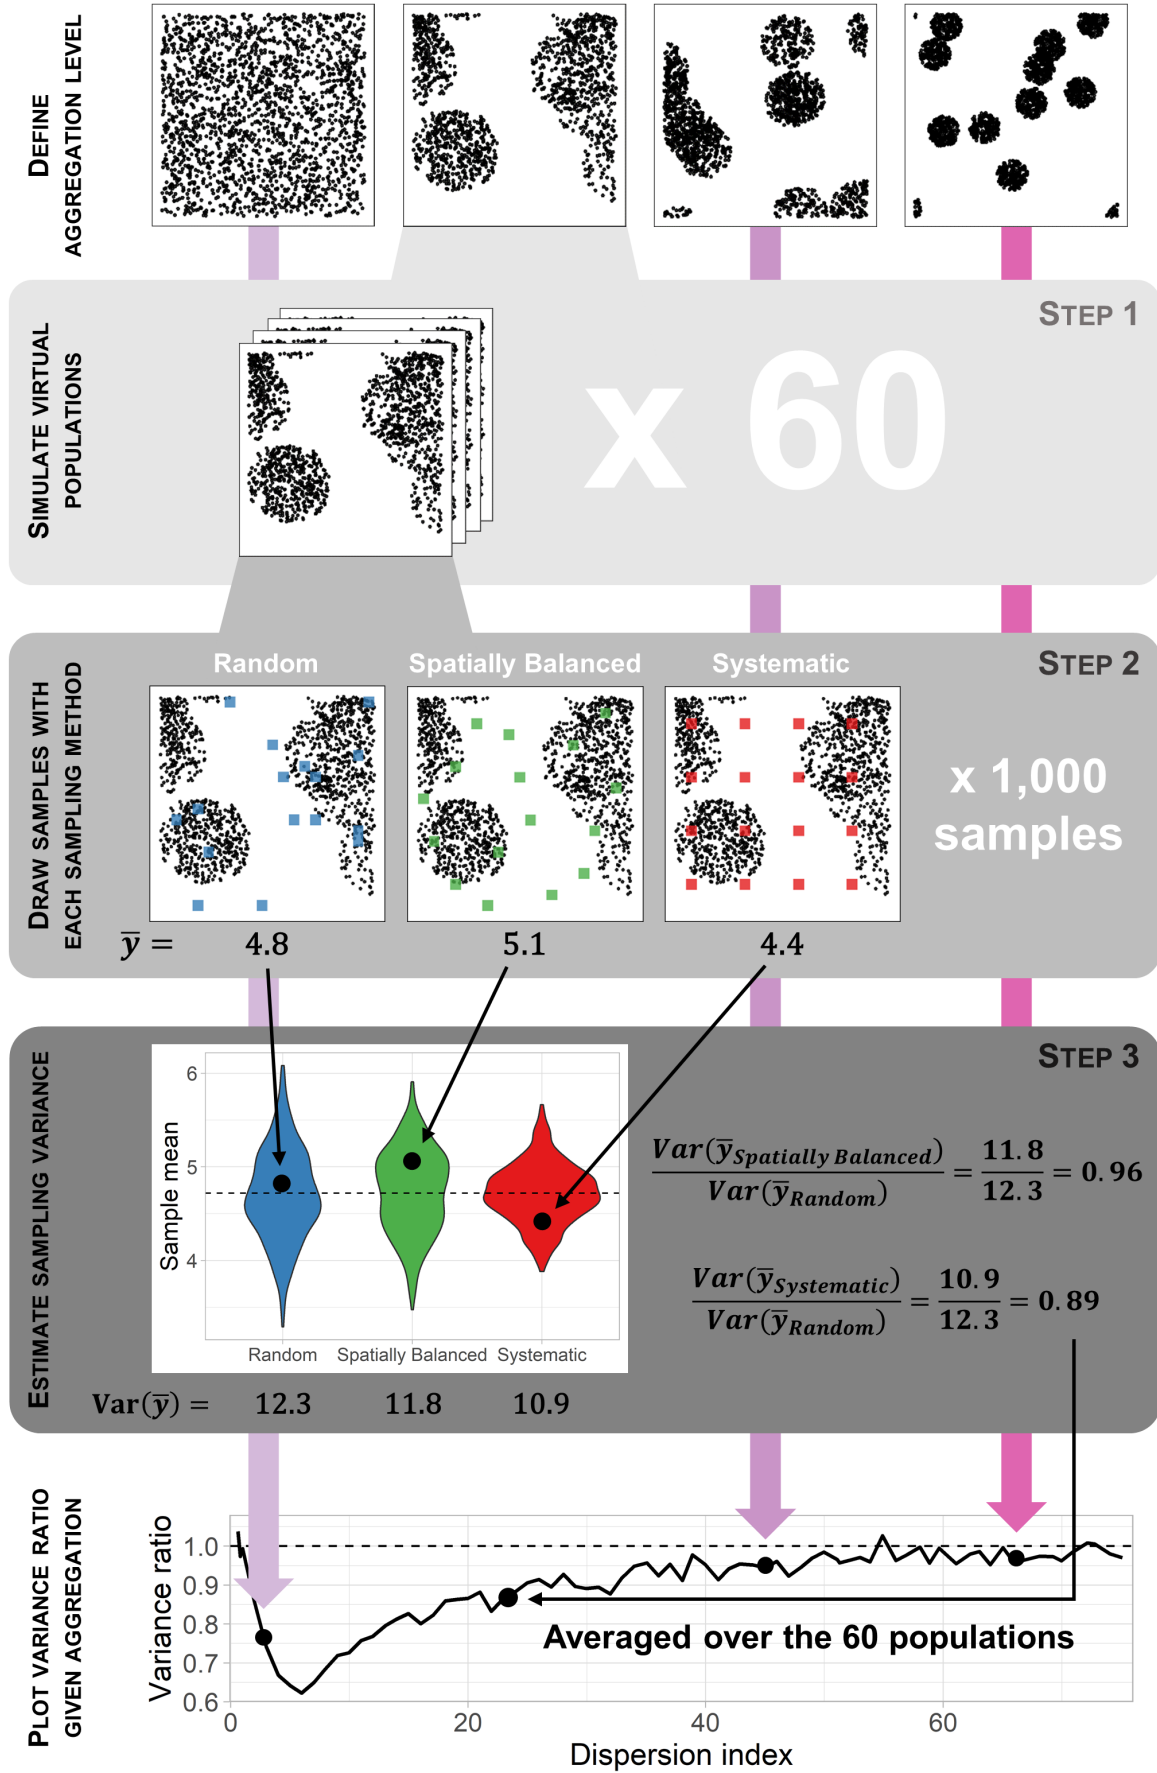 DEFINE
AGGREGATION LEVEL
STEP 1
SIMULATE VIRTUAL
POPULATIONS
x 60
STEP 2
DRAW SAMPLES WITH
EACH SAMPLING METHOD
Random
Spatially Balanced
Systematic
x 1,000
samples
y̅ = 4.8 5.1 4.4
STEP 3
ESTIMATE SAMPLING VARIANCE
Sample mean
6
5
4
Random Spatially Balanced Systematic
Var(y̅) = 12.3 11.8 10.9
Var(y̅Spatially Balanced) / Var(y̅Random) = 11.8 / 12.3 = 0.96
Var(y̅Systematic) / Var(y̅Random) = 10.9 / 12.3 = 0.89
PLOT VARIANCE RATIO
GIVEN AGGREGATION
Variance ratio
1.0
0.9
0.8
0.7
0.6
Averaged over the 60 populations
0 20 40 60
Dispersion index